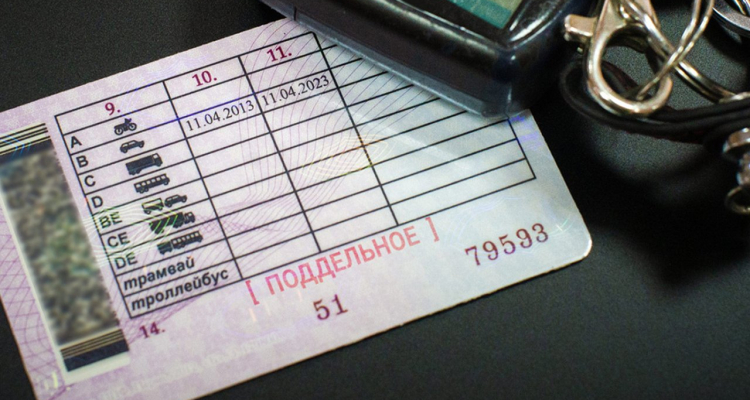 9. 10. 11.
A
B 11.04.2013 11.04.2023
C
D
BE
CE
DE
трамвай
троллейбус
[ ПОДДЕЛЬНОЕ ]
14. 51 79593